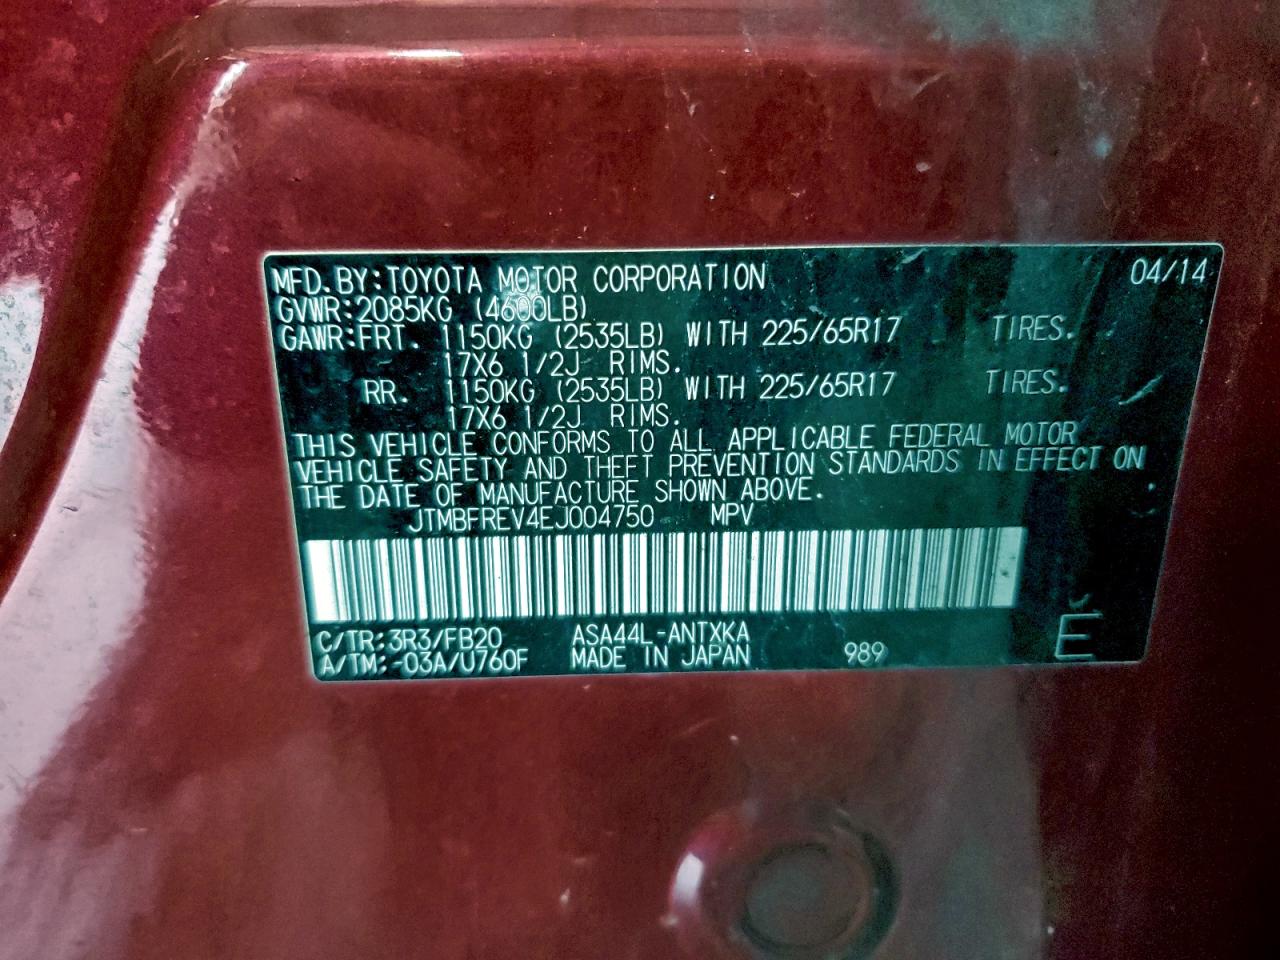 MFD.BY:TOYOTA MOTOR CORPORATION 04/14
GVWR:2085KG (4600LB)
GAWR:FRT. 1150KG (2535LB) WITH 225/65R17 TIRES.
17X6 1/2J RIMS.
RR. 1150KG (2535LB) WITH 225/65R17 TIRES.
17X6 1/2J RIMS.
THIS VEHICLE CONFORMS TO ALL APPLICABLE FEDERAL MOTOR
VEHICLE SAFETY AND THEFT PREVENTION STANDARDS IN EFFECT ON
THE DATE OF MANUFACTURE SHOWN ABOVE.
JTMBFREV4EJ004750 MPV
C/TR:3R3/FB20 ASA44L-ANTXKA
A/TM:-03A/U760F MADE IN JAPAN 989
Ě